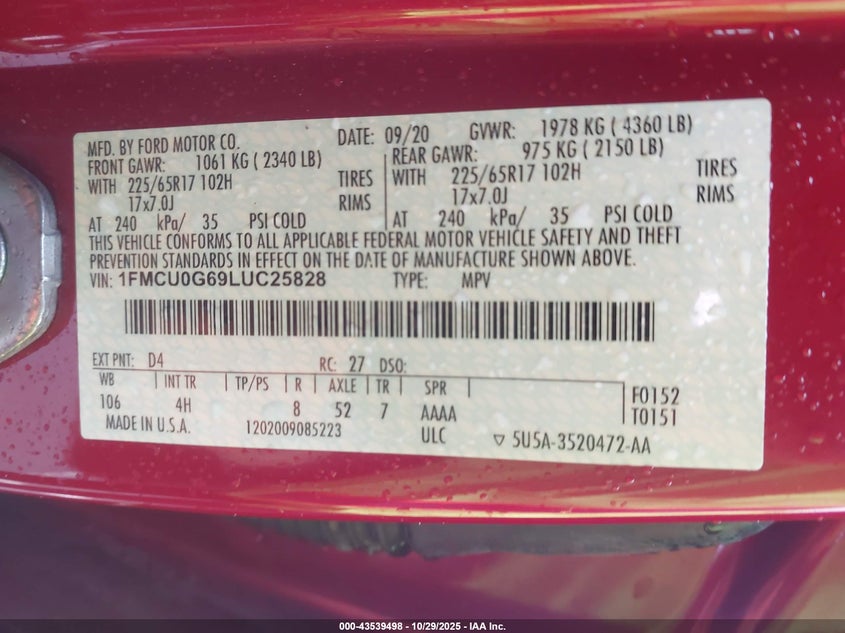 MFD. BY FORD MOTOR CO. DATE: 09/20 GVWR: 1978 KG ( 4360 LB)
FRONT GAWR: 1061 KG ( 2340 LB) REAR GAWR: 975 KG ( 2150 LB)
WITH 225/65R17 102H TIRES WITH 225/65R17 102H TIRES
17x7.0J RIMS 17x7.0J RIMS
AT 240 kPa/ 35 PSI COLD AT 240 kPa/ 35 PSI COLD
THIS VEHICLE CONFORMS TO ALL APPLICABLE FEDERAL MOTOR VEHICLE SAFETY AND THEFT
PREVENTION STANDARDS IN EFFECT ON THE DATE OF MANUFACTURE SHOWN ABOVE.
VIN: 1FMCU0G69LUC25828 TYPE: MPV
EXT PNT: D4 RC: 27 DSO:
WB INT TR TP/PS R AXLE TR SPR
106 4H 8 52 7 AAAA
F0152
T0151
MADE IN U.S.A. 1202009085223 ULC ▽ 5U5A-3520472-AA
000-43539498 - 10/29/2025 - IAA Inc.